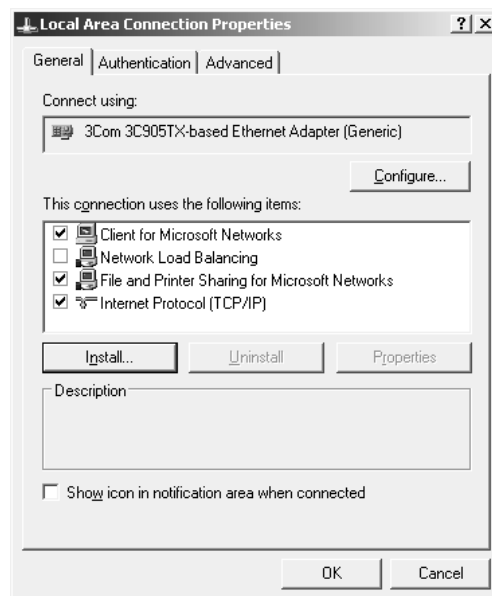 Local Area Connection Properties
General Authentication Advanced
Connect using:
3Com 3C905TX-based Ethernet Adapter (Generic)
Configure...
This connection uses the following items:
Client for Microsoft Networks
Network Load Balancing
File and Printer Sharing for Microsoft Networks
Internet Protocol (TCP/IP)
Install... Uninstall Properties
Description
Show icon in notification area when connected
OK Cancel